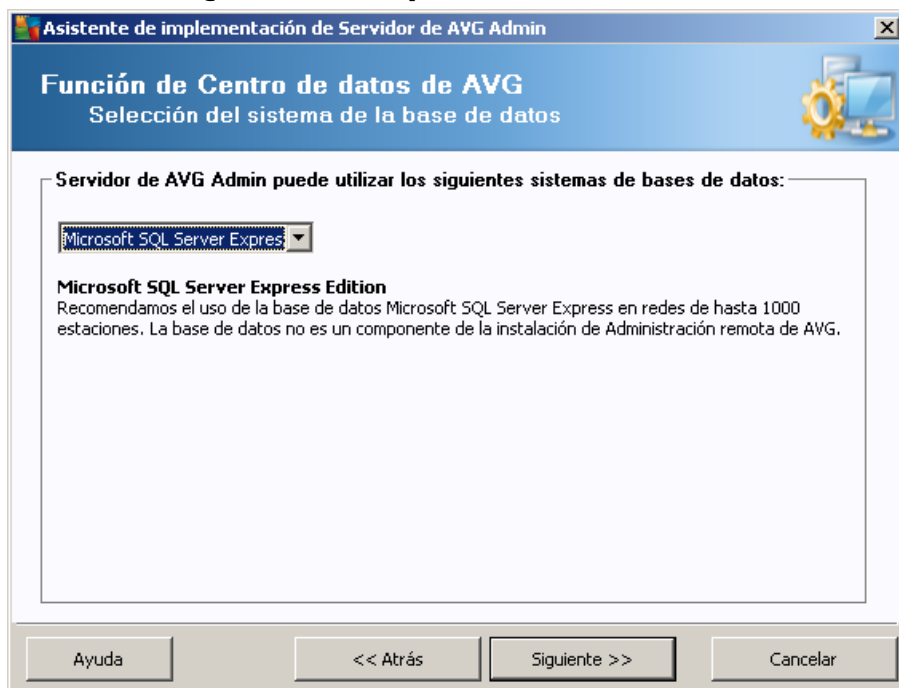 Asistente de implementación de Servidor de AVG Admin
Función de Centro de datos de AVG
Selección del sistema de la base de datos
Servidor de AVG Admin puede utilizar los siguientes sistemas de bases de datos:
Microsoft SQL Server Expres
Microsoft SQL Server Express Edition
Recomendamos el uso de la base de datos Microsoft SQL Server Express en redes de hasta 1000
estaciones. La base de datos no es un componente de la instalación de Administración remota de AVG.
Ayuda
<< Atrás
Siguiente >>
Cancelar